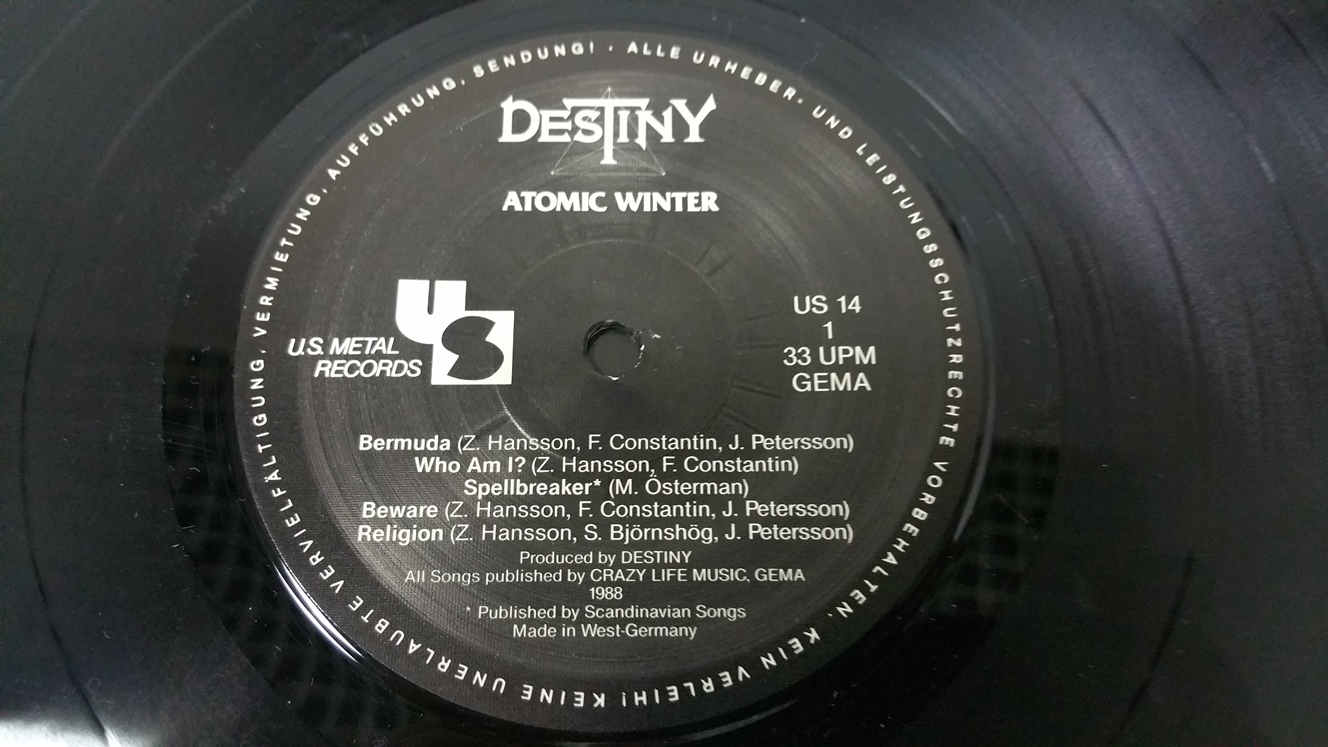 DESTINY
ATOMIC WINTER
US
U.S. METAL
RECORDS
US 14
1
33 UPM
GEMA
Bermuda (Z. Hansson, F. Constantin, J. Petersson)
Who Am I? (Z. Hansson, F. Constantin)
Spellbreaker* (M. Österman)
Beware (Z. Hansson, F. Constantin, J. Petersson)
Religion (Z. Hansson, S. Björnshög, J. Petersson)
Produced by DESTINY
All Songs published by CRAZY LIFE MUSIC, GEMA
1988
* Published by Scandinavian Songs
Made in West-Germany
ALLE URHEBER- UND LEISTUNGSSCHUTZRECHTE VORBEHALTEN. KEIN VERLEIH! KEINE UNERLAUBTE VERVIELFÄLTIGUNG, VERMIETUNG, AUFFÜHRUNG, SENDUNG! ·